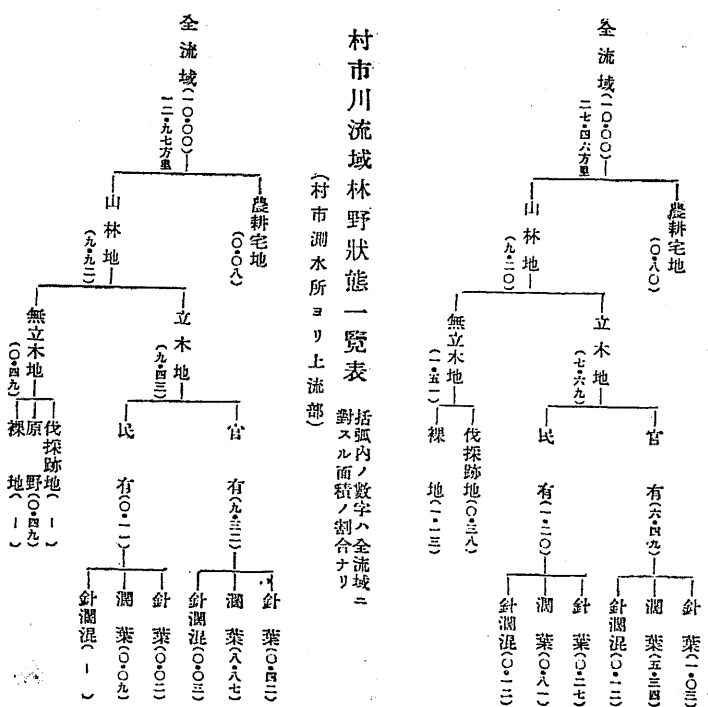 全流域(一〇・〇〇)
二七・四六方里
農耕宅地
(〇・八〇)
山林地
(九・二〇)
立木地
(七・六九)
無立木地
(一・五一)
官有(六・四九)
民有(一・二〇)
伐採跡地(〇・三八)
裸地(一・一三)
針葉(一・〇三)
濶葉(五・三四)
針濶混(〇・一二)
針葉(〇・二七)
濶葉(〇・八一)
針濶混(〇・一二)
村市川流域林野狀態一覽表
括弧內ノ數字ハ全流域ニ
對スル面積ノ割合ナリ
(村市測水所ヨリ上流部)
全流域(一〇・〇〇)
一二・九七方里
農耕宅地
(〇・〇八)
山林地
(九・九二)
立木地
(九・四三)
無立木地
(〇・四九)
官有(九・三二)
民有(〇・一一)
伐採跡地(ー)
原野(〇・四九)
裸地(ー)
針葉(〇・四二)
濶葉(八・八七)
針濶混(〇・〇三)
針葉(〇・〇二)
濶葉(〇・〇九)
針濶混(ー)